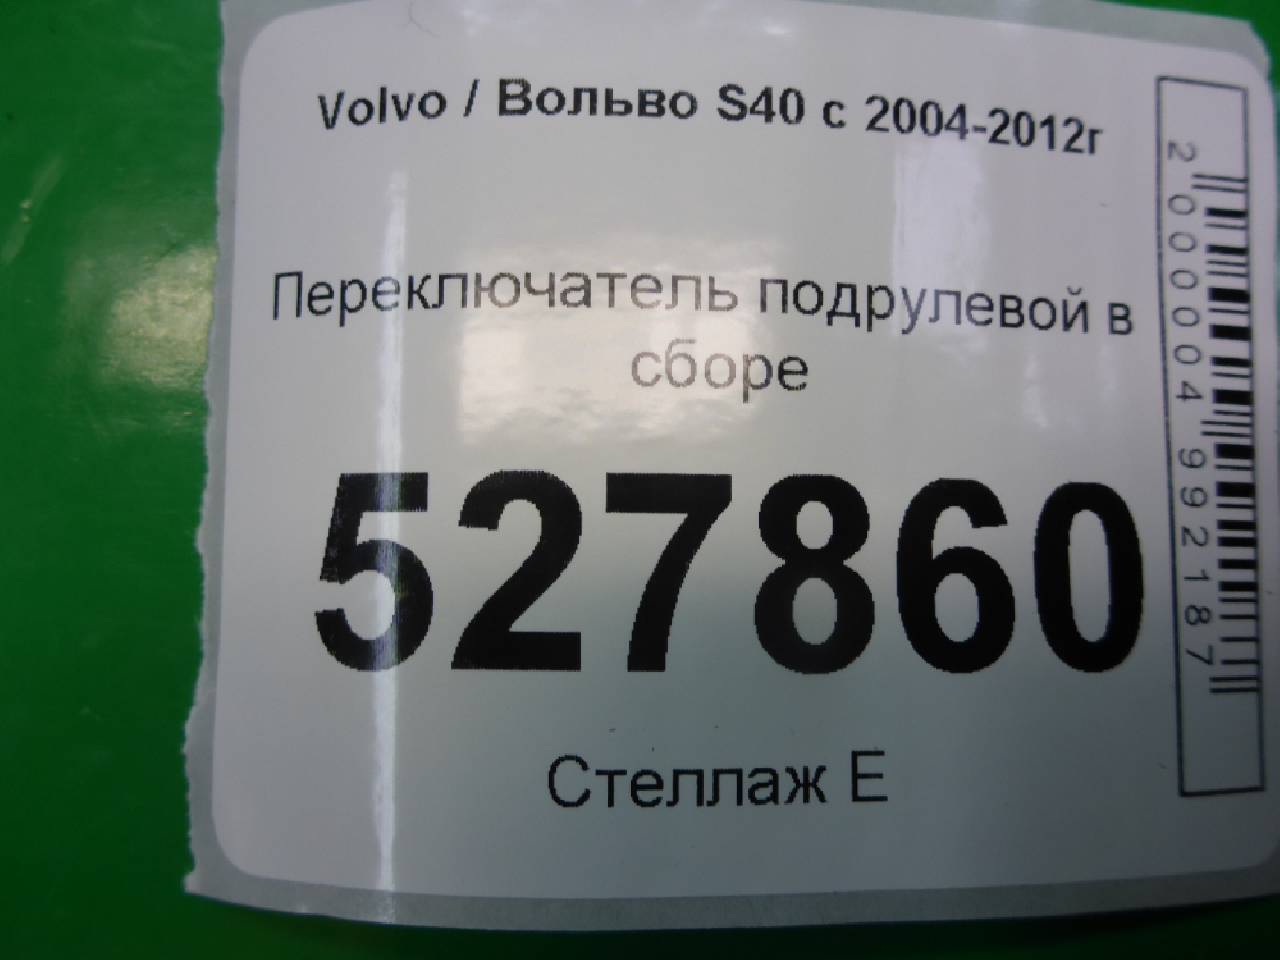 Volvo / Вольво S40 с 2004-2012г
Переключатель подрулевой в
сборе
527860
Стеллаж Е
2000004992187